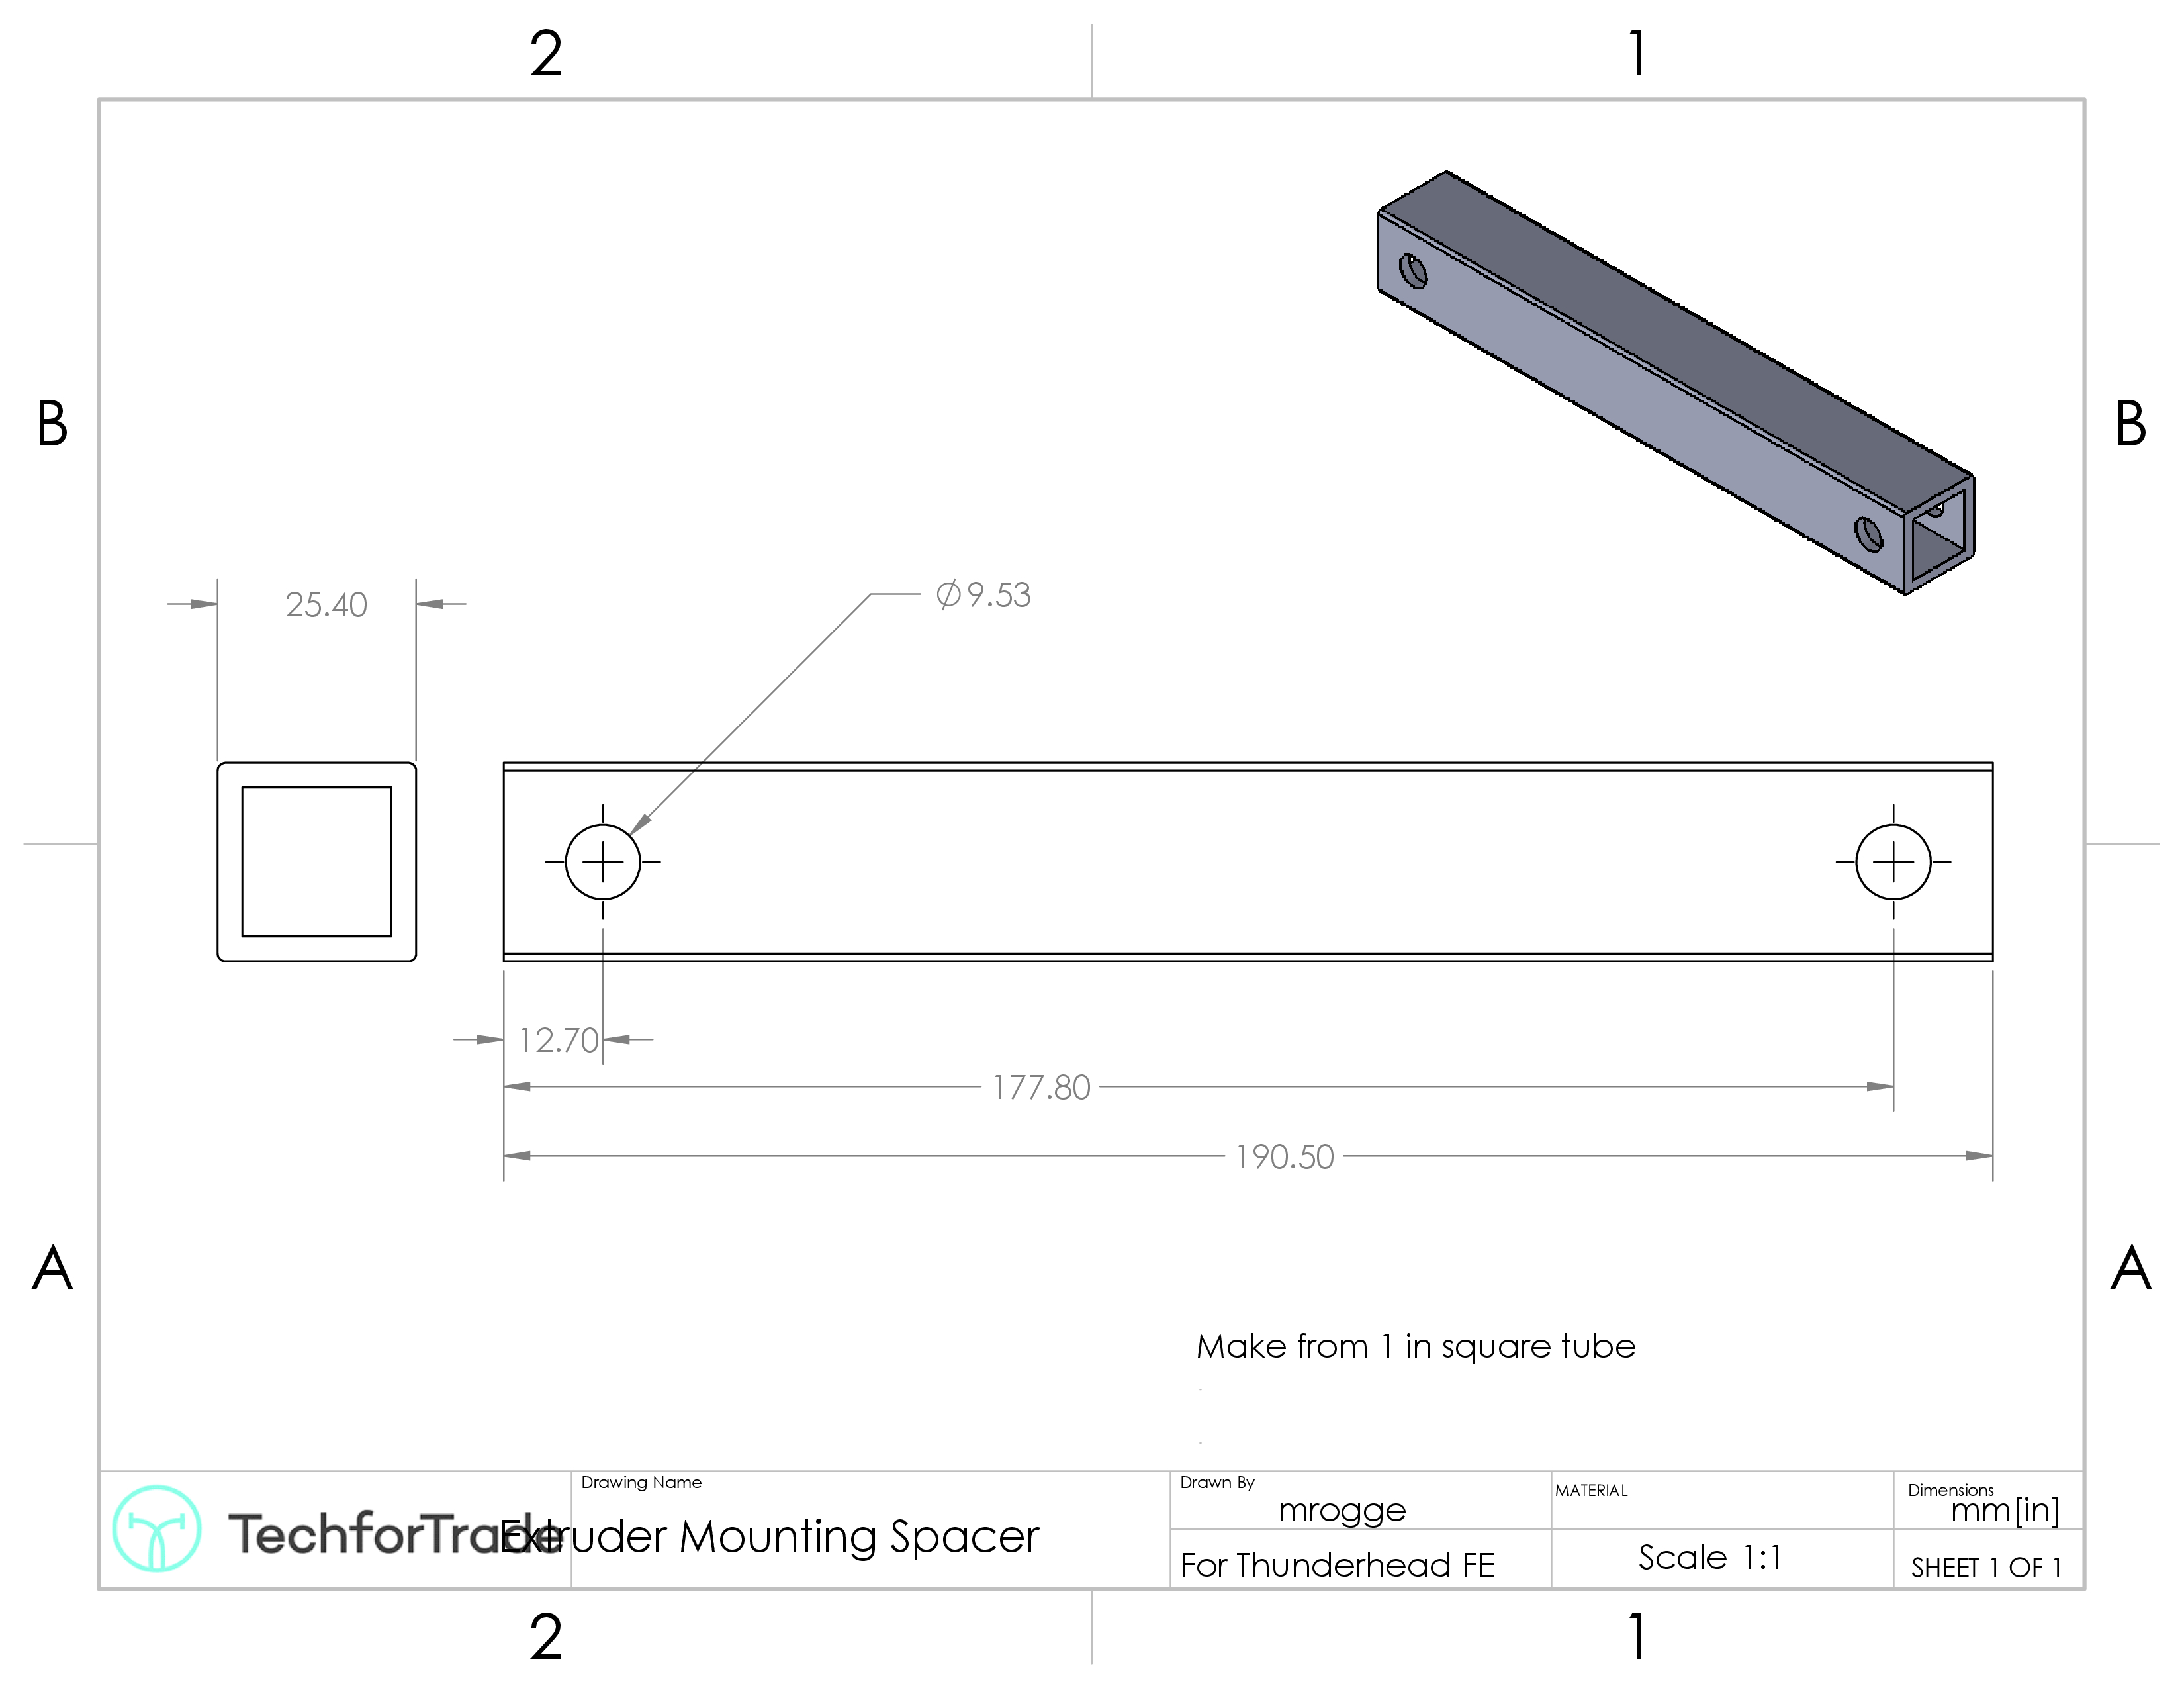 2
1
B
B
25.40
∅9.53
12.70
177.80
190.50
A
A
Make from 1 in square tube
TechforTrade
Drawing Name
Extruder Mounting Spacer
Drawn By
mrogge
For Thunderhead FE
MATERIAL
Scale 1:1
Dimensions
mm[in]
SHEET 1 OF 1
2
1